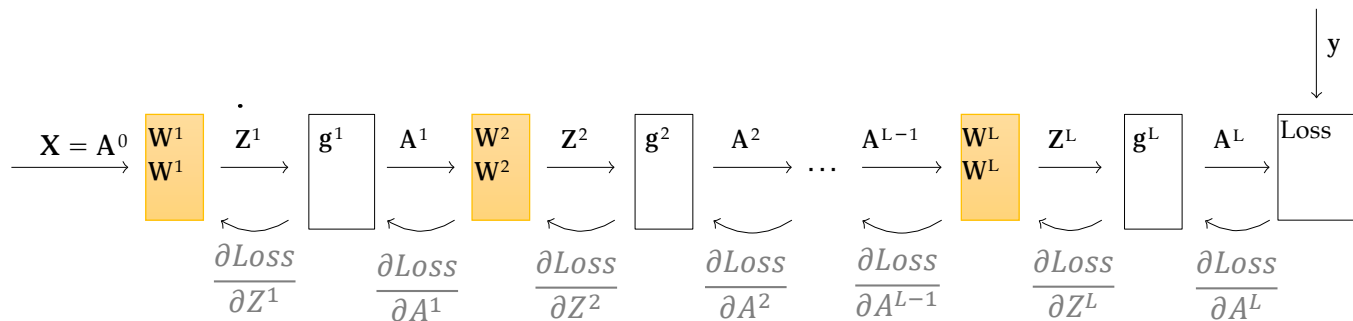 y
X = A⁰ W¹ Z¹ g¹ A¹ W² Z² g² A² ... Aᴸ⁻¹ Wᴸ Zᴸ gᴸ Aᴸ Loss
W¹ W² Wᴸ
∂Loss ∂Loss ∂Loss ∂Loss ∂Loss ∂Loss ∂Loss
∂Z¹ ∂A¹ ∂Z² ∂A² ∂Aᴸ⁻¹ ∂Zᴸ ∂Aᴸ